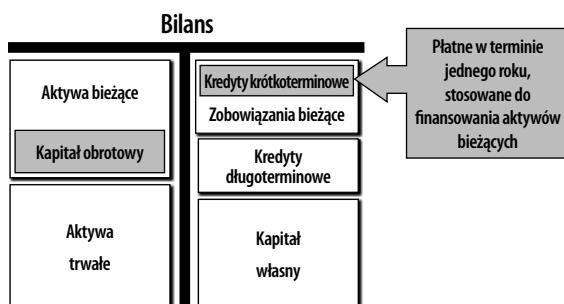 Bilans
Aktywa bieżące
Kapitał obrotowy
Aktywa
trwałe
Kredyty krótkoterminowe
Zobowiązania bieżące
Kredyty
długoterminowe
Kapitał
własny
Płatne w terminie
jednego roku,
stosowane do
finansowania aktywów
bieżących